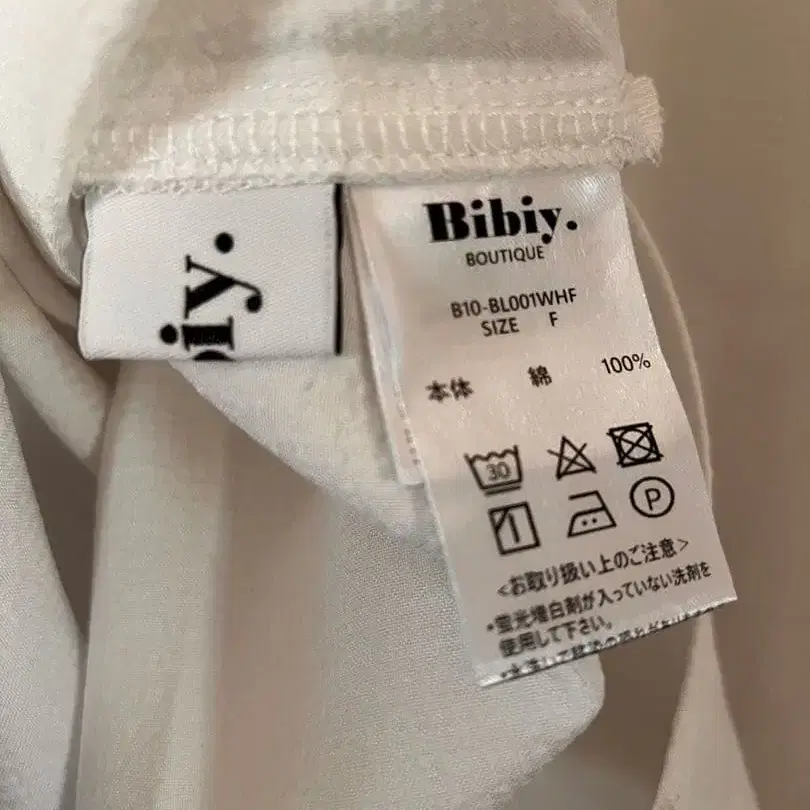 Bibiy.
BOUTIQUE
B10-BL001WHF
SIZE F
本体 綿 100%
30
P
<お取り扱い上のご注意>
・蛍光増白剤が入っていない洗剤を
使用して下さい。
iy.